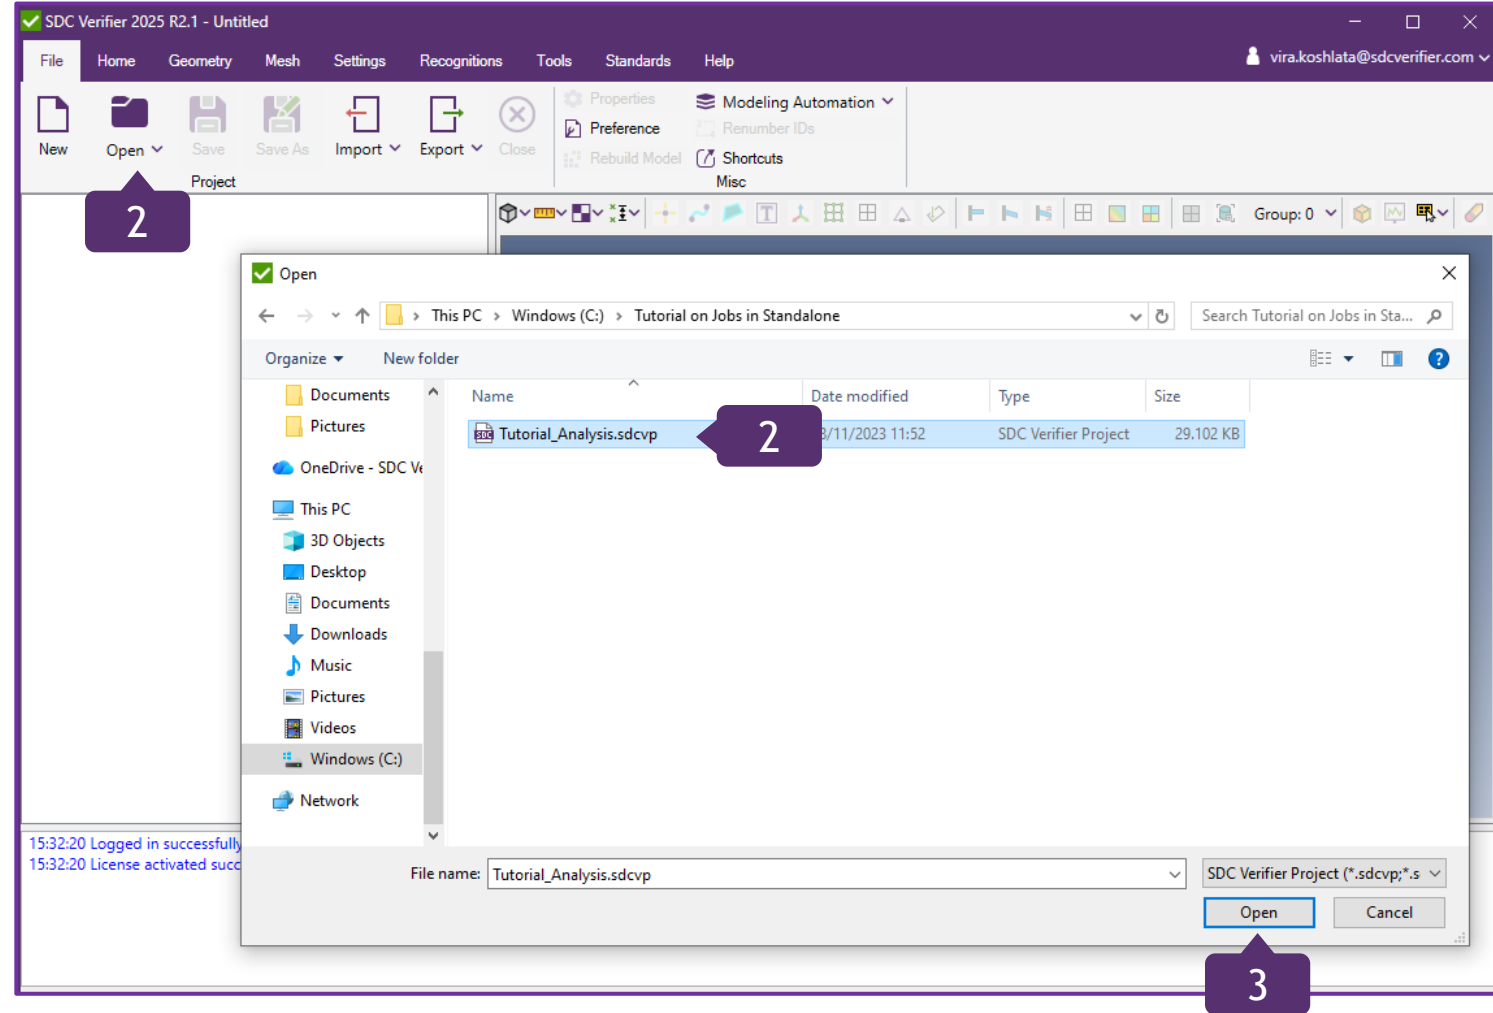 SDC Verifier 2025 R2.1 - Untitled
File Home Geometry Mesh Settings Recognitions Tools Standards Help vira.koshlata@sdcverifier.com
New Open Save Save As Import Export Close
Project
Properties
Preference
Rebuild Model
Modeling Automation
Renumber IDs
Shortcuts
Misc
2
Group: 0
Open
This PC > Windows (C:) > Tutorial on Jobs in Standalone
Search Tutorial on Jobs in Sta...
Organize New folder
Name Date modified Type Size
Tutorial_Analysis.sdcvp 2 /11/2023 11:52 SDC Verifier Project 29.102 KB
Documents
Pictures
OneDrive - SDC Ve
This PC
3D Objects
Desktop
Documents
Downloads
Music
Pictures
Videos
Windows (C:)
Network
15:32:20 Logged in successfully
15:32:20 License activated succ
File name: Tutorial_Analysis.sdcvp SDC Verifier Project (*.sdcvp;*.s
Open Cancel
3